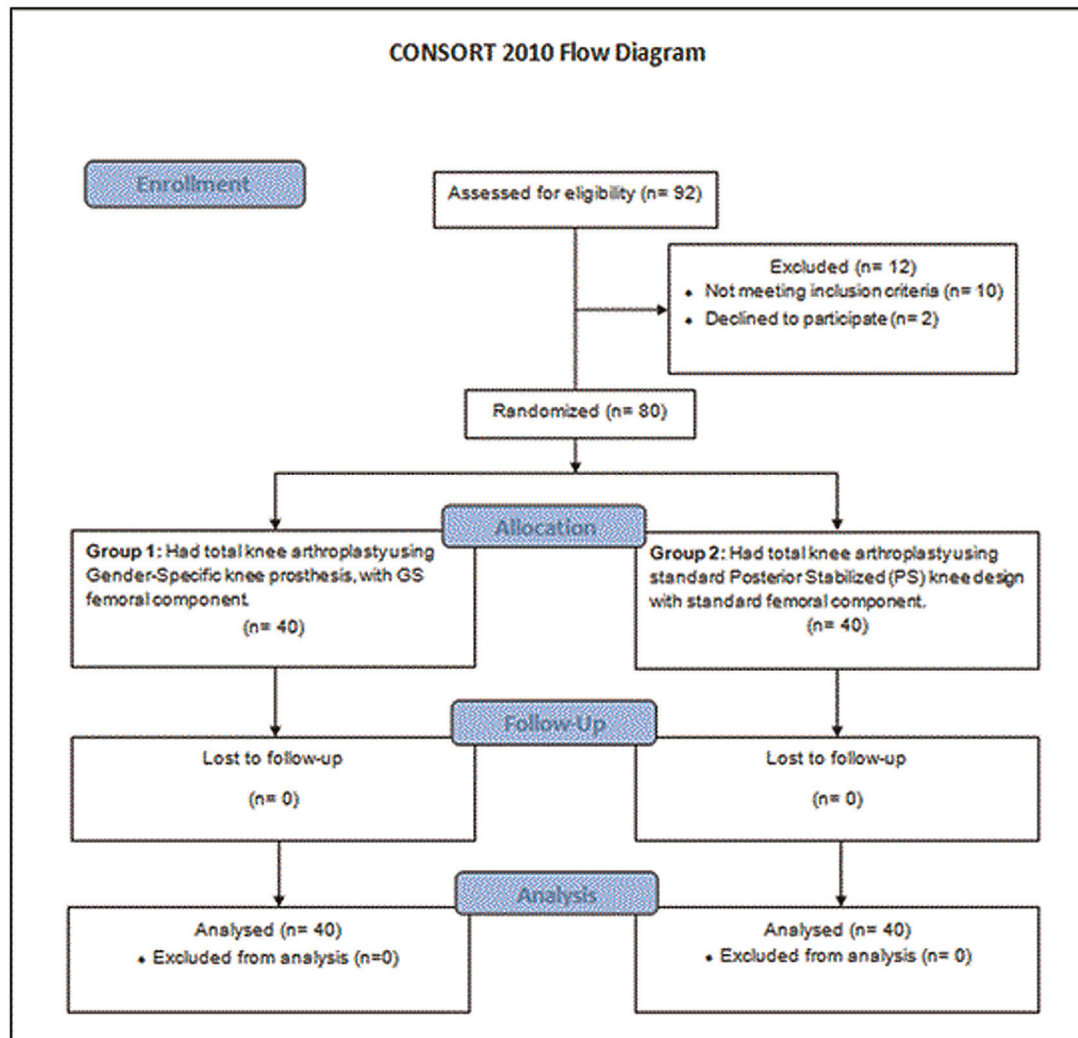 CONSORT 2010 Flow Diagram
Enrollment
Assessed for eligibility (n= 92)
Excluded (n= 12)
• Not meeting inclusion criteria (n= 10)
• Declined to participate (n= 2)
Randomized (n= 80)
Allocation
Group 1: Had total knee arthroplasty using
Gender-Specific knee prosthesis, with GS
femoral component.
(n= 40)
Group 2: Had total knee arthroplasty using
standard Posterior Stabilized (PS) knee design
with standard femoral component.
(n= 40)
Follow-Up
Lost to follow-up
(n= 0)
Lost to follow-up
(n= 0)
Analysis
Analysed (n= 40)
• Excluded from analysis (n=0)
Analysed (n= 40)
• Excluded from analysis (n= 0)